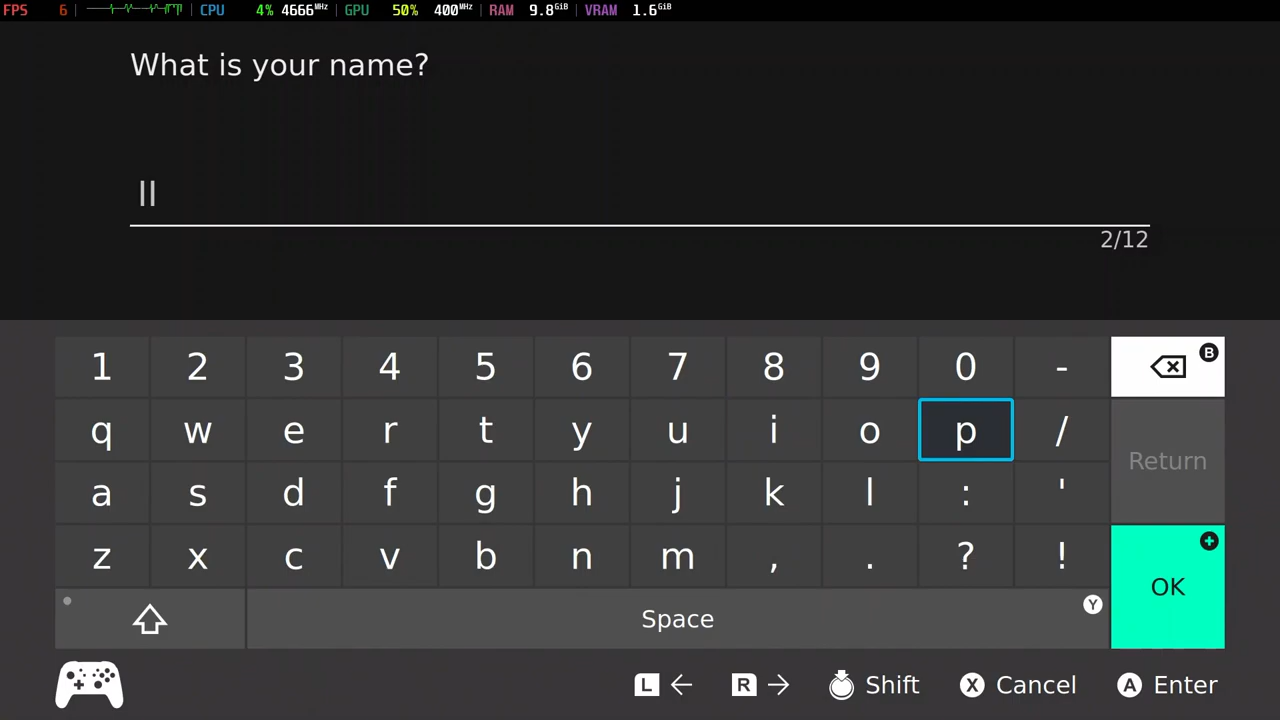 FPS 6 CPU 4% 4666MHz GPU 50% 400MHz RAM 9.8GiB VRAM 1.6GiB
What is your name?
ll
2/12
1 2 3 4 5 6 7 8 9 0 - B
q w e r t y u i o p /
Return
a s d f g h j k l : '
z x c v b n m , . ? ! +
OK
Space Y
L ← R → Shift X Cancel A Enter